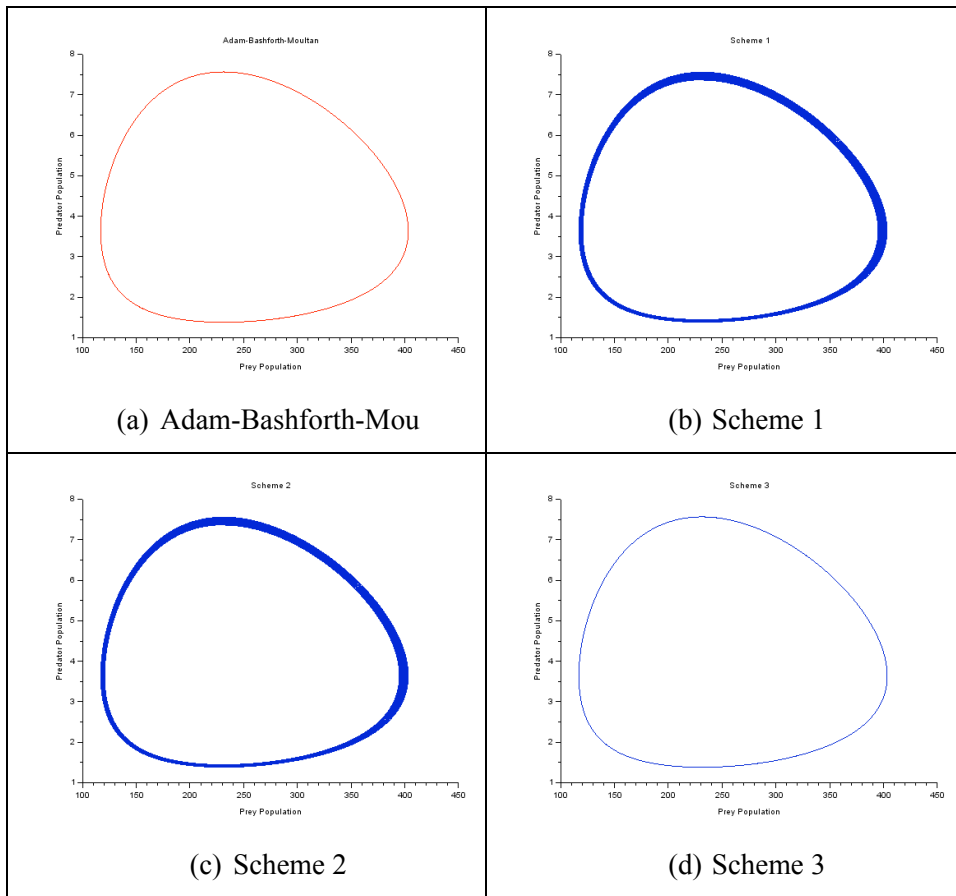 Adam-Bashforth-Moultan
8
7
6
5
4
3
2
1
Predator Population
100 150 200 250 300 350 400 450
Prey Population
(a) Adam-Bashforth-Mou
Scheme 1
8
7
6
5
4
3
2
1
Predator Population
100 150 200 250 300 350 400 450
Prey Population
(b) Scheme 1
Scheme 2
8
7
6
5
4
3
2
1
Predator Population
100 150 200 250 300 350 400 450
Prey Population
(c) Scheme 2
Scheme 3
8
7
6
5
4
3
2
1
Predator Population
100 150 200 250 300 350 400 450
Prey Population
(d) Scheme 3